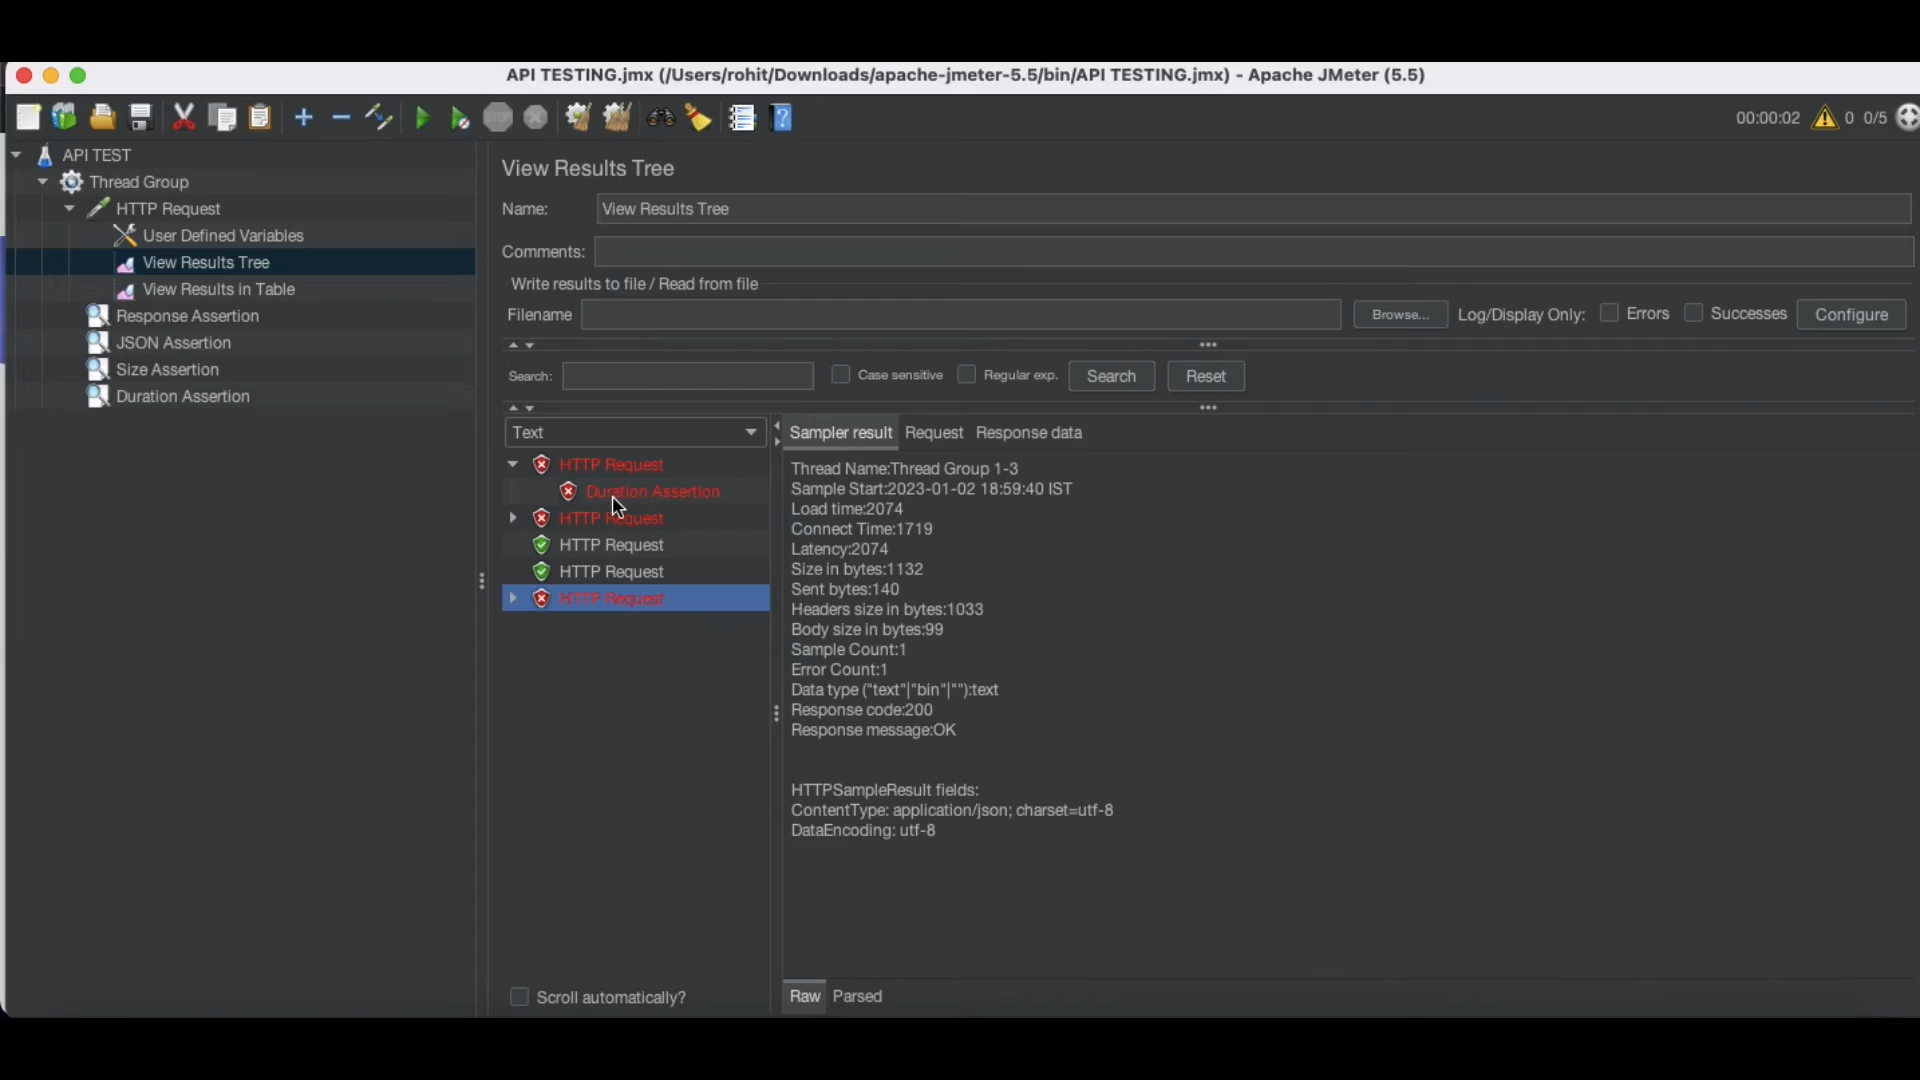 API TESTING.jmx (/Users/rohit/Downloads/apache-jmeter-5.5/bin/API TESTING.jmx) - Apache JMeter (5.5)
00:00:02 0 0/5
API TEST
Thread Group
HTTP Request
User Defined Variables
View Results Tree
View Results in Table
Response Assertion
JSON Assertion
Size Assertion
Duration Assertion
View Results Tree
Name: View Results Tree
Comments:
Write results to file / Read from file
Filename Browse... Log/Display Only: Errors Successes Configure
Search: Case sensitive Regular exp. Search Reset
Text
HTTP Request
Duration Assertion
HTTP Request
HTTP Request
HTTP Request
HTTP Request
Scroll automatically?
Sampler result Request Response data
Thread Name:Thread Group 1-3
Sample Start:2023-01-02 18:59:40 IST
Load time:2074
Connect Time:1719
Latency:2074
Size in bytes:1132
Sent bytes:140
Headers size in bytes:1033
Body size in bytes:99
Sample Count:1
Error Count:1
Data type ("text"|"bin"|""):text
Response code:200
Response message:OK
HTTPSampleResult fields:
ContentType: application/json; charset=utf-8
DataEncoding: utf-8
Raw Parsed